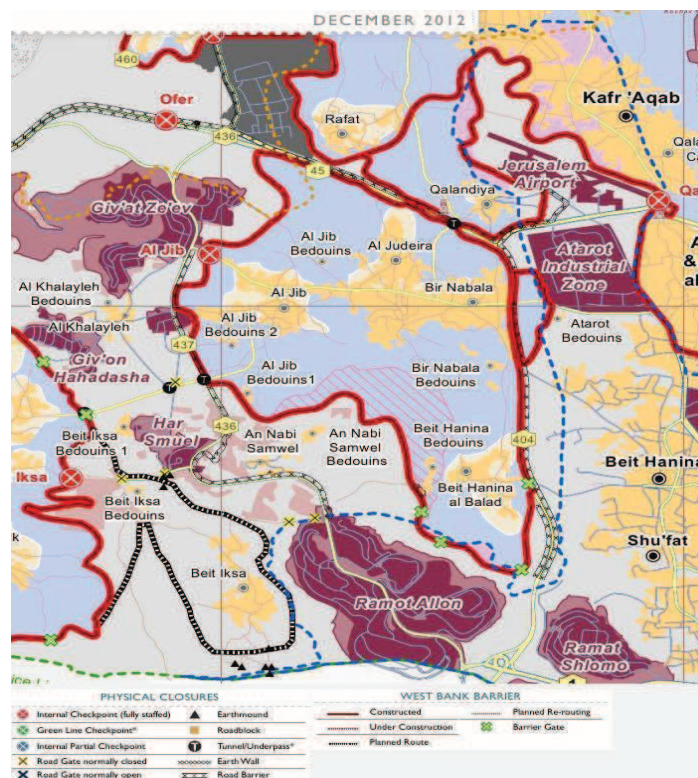 DECEMBER 2012
460
Ofer
436
Rafat
Kafr 'Aqab
45
Jerusalem
Airport
Qalandiya
Giv'at Ze'ev
Al Jib
Al Jib
Bedouins
Al Judeira
Atarot
Industrial
Zone
Al Khalayleh
Bedouins
Al Jib
Bir Nabala
Al Khalayleh
Al Jib
Bedouins 2
Atarot
Bedouins
437
Giv'on
Hahadasha
Al Jib
Bedouins1
Bir Nabala
Bedouins
436
Har
Smuel
Beit Iksa
Bedouins 1
An Nabi
Samwel
An Nabi
Samwel
Bedouins
Beit Hanina
Bedouins
404
Beit Hanina
Iksa
Beit Iksa
Bedouins
Beit Hanina
al Balad
Shu'fat
Beit Iksa
Ramot Allon
Ramat
Shlomo
402
1
PHYSICAL CLOSURES
Internal Checkpoint (fully staffed)
Green Line Checkpoint*
Internal Partial Checkpoint
Road Gate normally closed
Road Gate normally open
Earthmound
Roadblock
T Tunnel/Underpass*
Earth Wall
Road Barrier
WEST BANK BARRIER
Constructed
Under Construction
Planned Route
Planned Re-routing
Barrier Gate